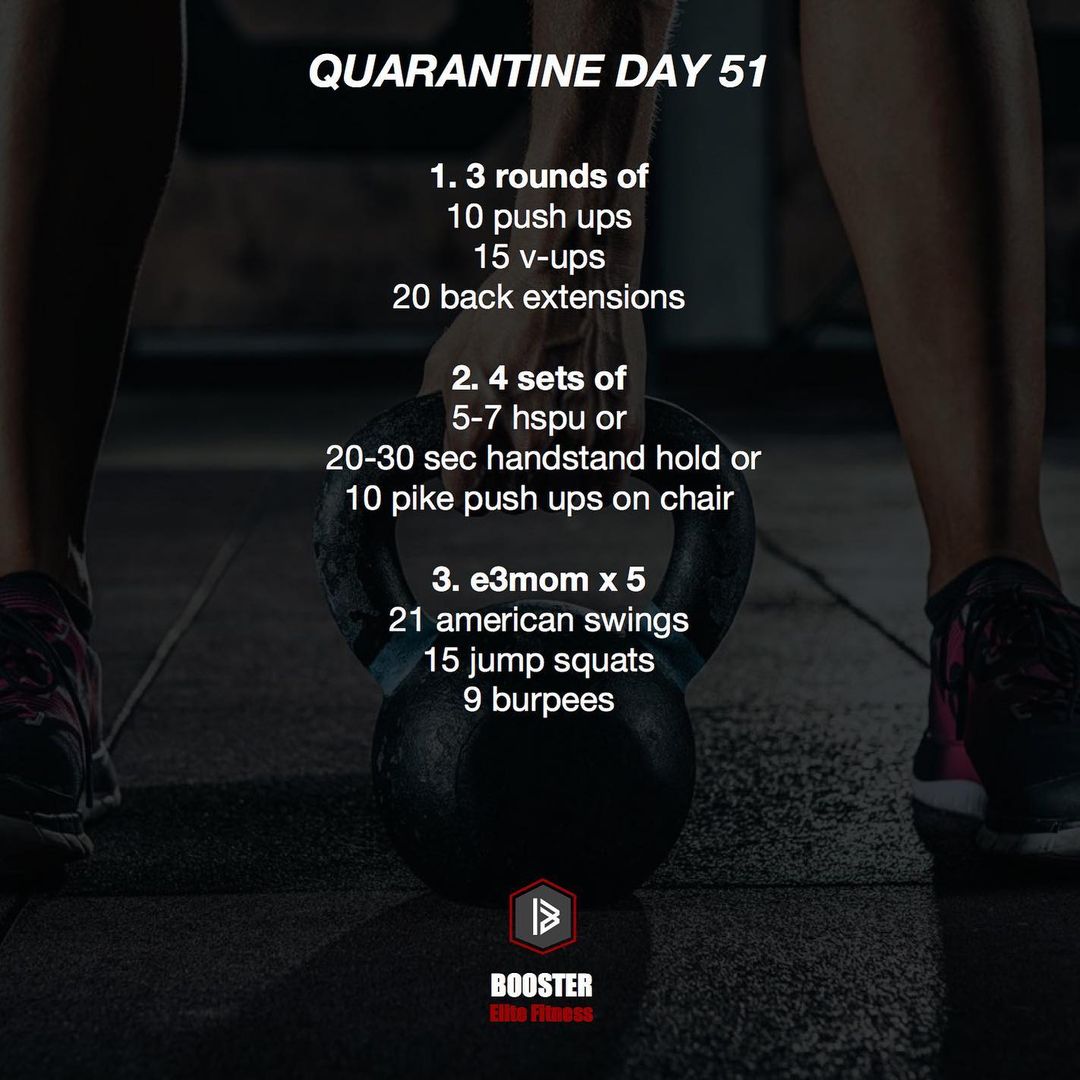 QUARANTINE DAY 51
1. 3 rounds of
10 push ups
15 v-ups
20 back extensions
2. 4 sets of
5-7 hspu or
20-30 sec handstand hold or
10 pike push ups on chair
3. e3mom x 5
21 american swings
15 jump squats
9 burpees
BOOSTER
Elite Fitness